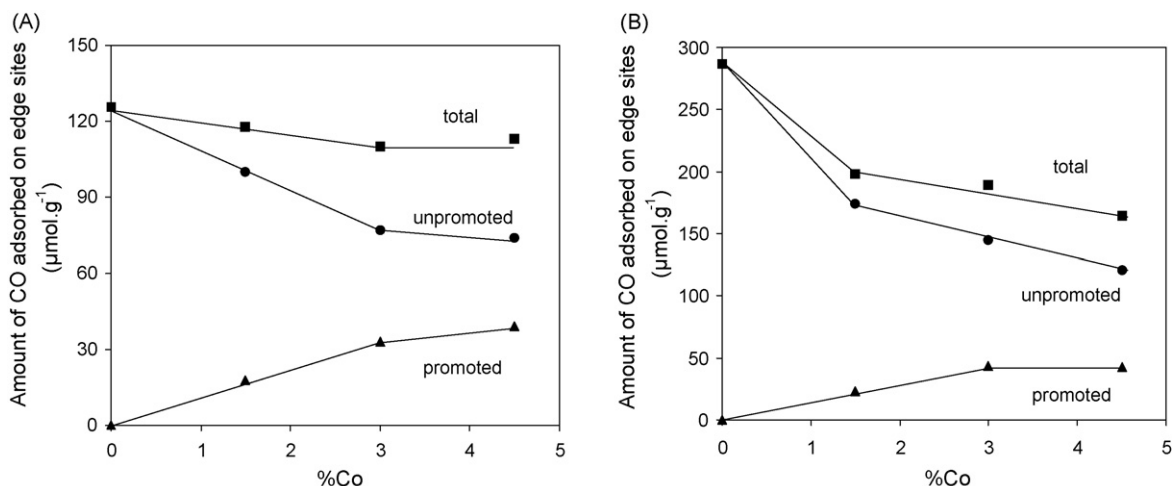 (A)
Amount of CO adsorbed on edge sites
(µmol.g⁻¹)
150
120
90
60
30
0
total
unpromoted
promoted
0 1 2 3 4 5
%Co
(B)
Amount of CO adsorbed on edge sites
(µmol.g⁻¹)
300
250
200
150
100
50
0
total
unpromoted
promoted
0 1 2 3 4 5
%Co